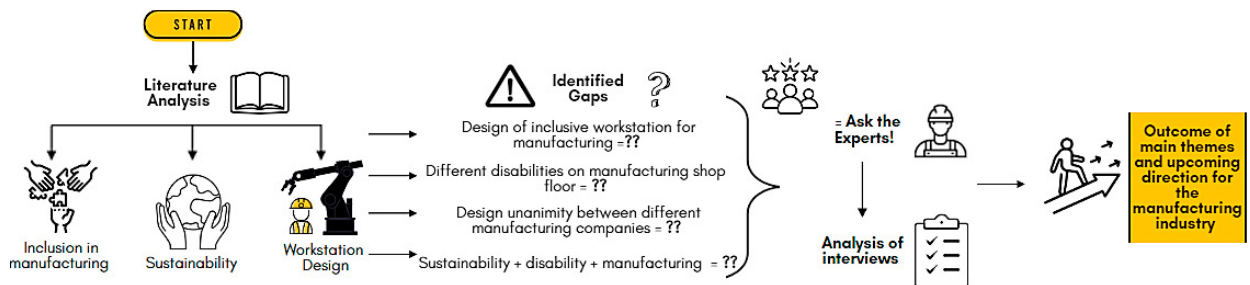 START
Literature
Analysis
Inclusion in
manufacturing
Sustainability
Workstation
Design
Identified
Gaps
?
Design of inclusive workstation for
manufacturing =??
Different disabilities on manufacturing shop
floor = ??
Design unanimity between different
manufacturing companies = ??
Sustainability + disability + manufacturing = ??
= Ask the
Experts!
Analysis of
interviews
Outcome of
main themes
and upcoming
direction for
the
manufacturing
industry